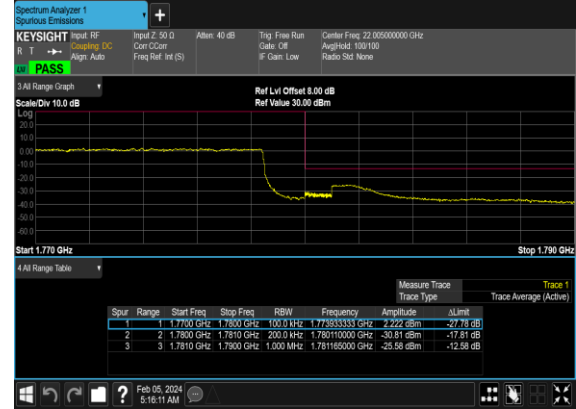 Spectrum Analyzer 1
Spurious Emissions
KEYSIGHT Input: RF Input Z: 50 Ω Atten: 40 dB Trig: Free Run Center Freq: 22.005000000 GHz
R T Coupling: DC Corr CCorr Gate: Off Avg|Hold: 100/100
Align: Auto Freq Ref: Int (S) IF Gain: Low Radio Std: None
LXI PASS
3 All Range Graph
Ref Lvl Offset 8.00 dB
Scale/Div 10.0 dB Ref Value 30.00 dBm
Log
20.0
10.0
0.00
-10.0
-20.0
-30.0
-40.0
-50.0
-60.0
Start 1.770 GHz Stop 1.790 GHz
4 All Range Table
Measure Trace Trace 1
Trace Type Trace Average (Active)
Spur Range Start Freq Stop Freq RBW Frequency Amplitude ΔLimit
1 1 1.7700 GHz 1.7800 GHz 100.0 kHz 1.773933333 GHz 2.222 dBm -27.78 dB
2 2 1.7800 GHz 1.7810 GHz 200.0 kHz 1.780110000 GHz -30.81 dBm -17.81 dB
3 3 1.7810 GHz 1.7900 GHz 1.000 MHz 1.781165000 GHz -25.58 dBm -12.58 dB
Feb 05, 2024
5:16:11 AM